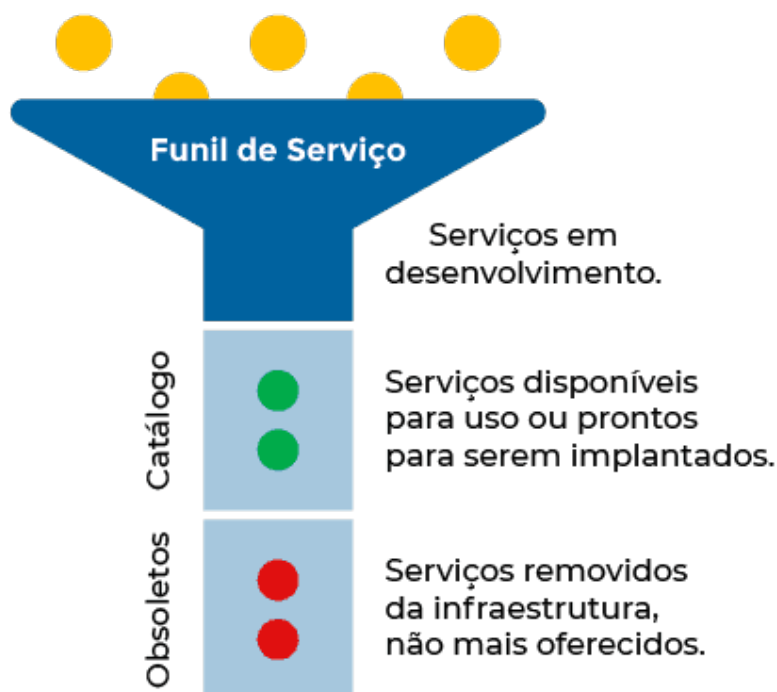 Funil de Serviço
Serviços em
desenvolvimento.
Catálogo
Serviços disponíveis
para uso ou prontos
para serem implantados.
Obsoletos
Serviços removidos
da infraestrutura,
não mais oferecidos.